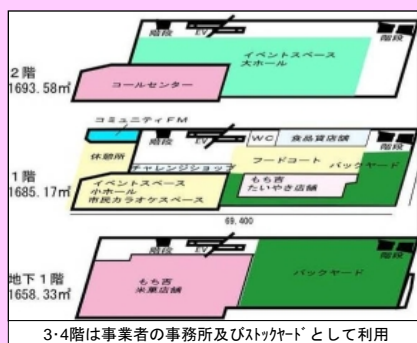 階段
EV
階段
イベントスペース
大ホール
2階
1693.58㎡
コールセンター
コミュニティFM
階段
EV
WC
食品貸店舗
階段
休憩所
フードコート
バックヤード
チャレンジショップ
1階
1685.17㎡
イベントスペース
小ホール
市民カラオケスペース
もち吉
たいやき店舗
69,400
階段
EV
階段
地下1階
1658.33㎡
もち吉
米菓店舗
バックヤード
3・4階は事業者の事務所及びストックヤードとして利用